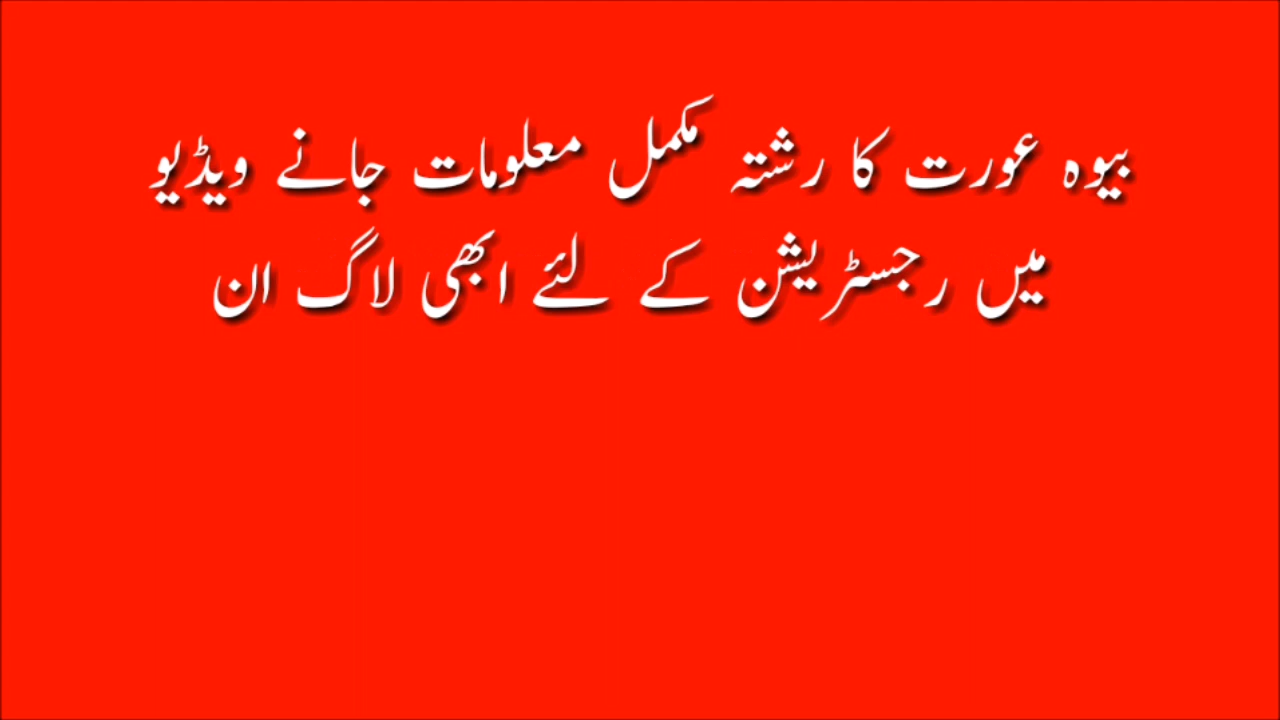 بیوہ عورت کا رشتہ مکمل معلومات جانے ویڈیو
میں رجسٹریشن کے لئے ابھی لاگ ان